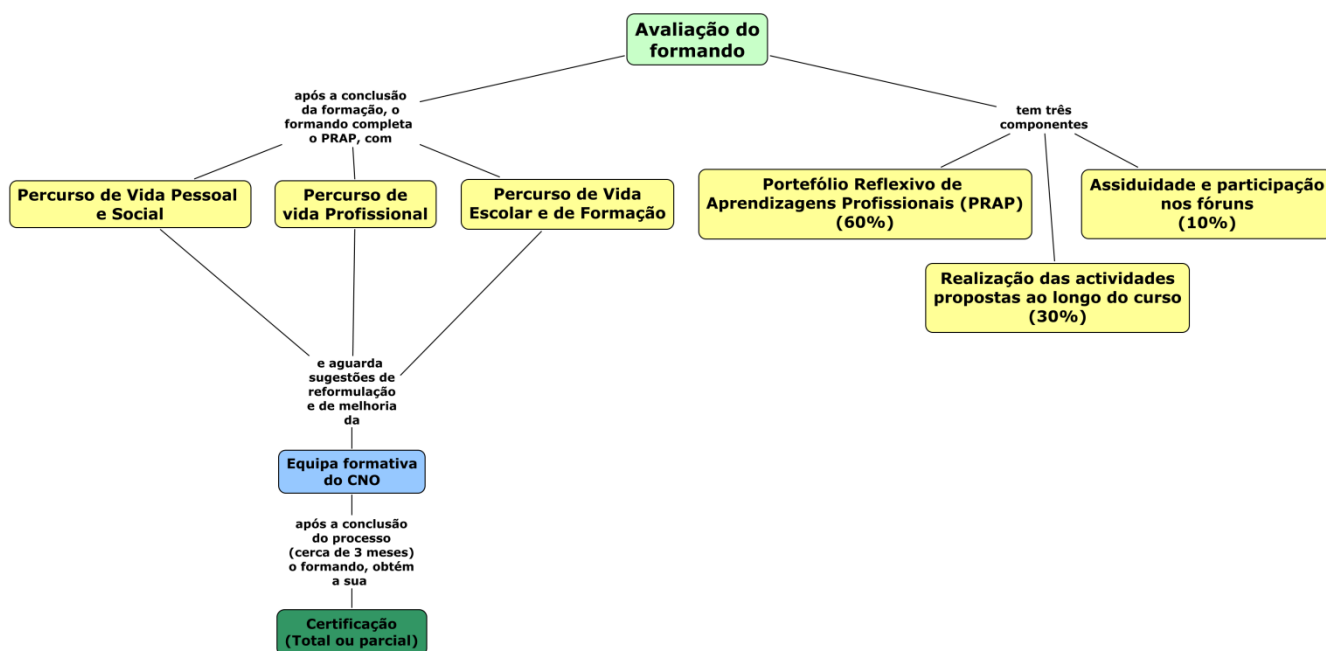 Avaliação do
formando
após a conclusão
da formação, o
formando completa
o PRAP, com
tem três
componentes
Percurso de Vida Pessoal
e Social
Percurso de
vida Profissional
Percurso de Vida
Escolar e de Formação
Portefólio Reflexivo de
Aprendizagens Profissionais (PRAP)
(60%)
Assiduidade e participação
nos fóruns
(10%)
Realização das actividades
propostas ao longo do curso
(30%)
e aguarda
sugestões de
reformulação
e de melhoria
da
Equipa formativa
do CNO
após a conclusão
do processo
(cerca de 3 meses)
o formando, obtém
a sua
Certificação
(Total ou parcial)